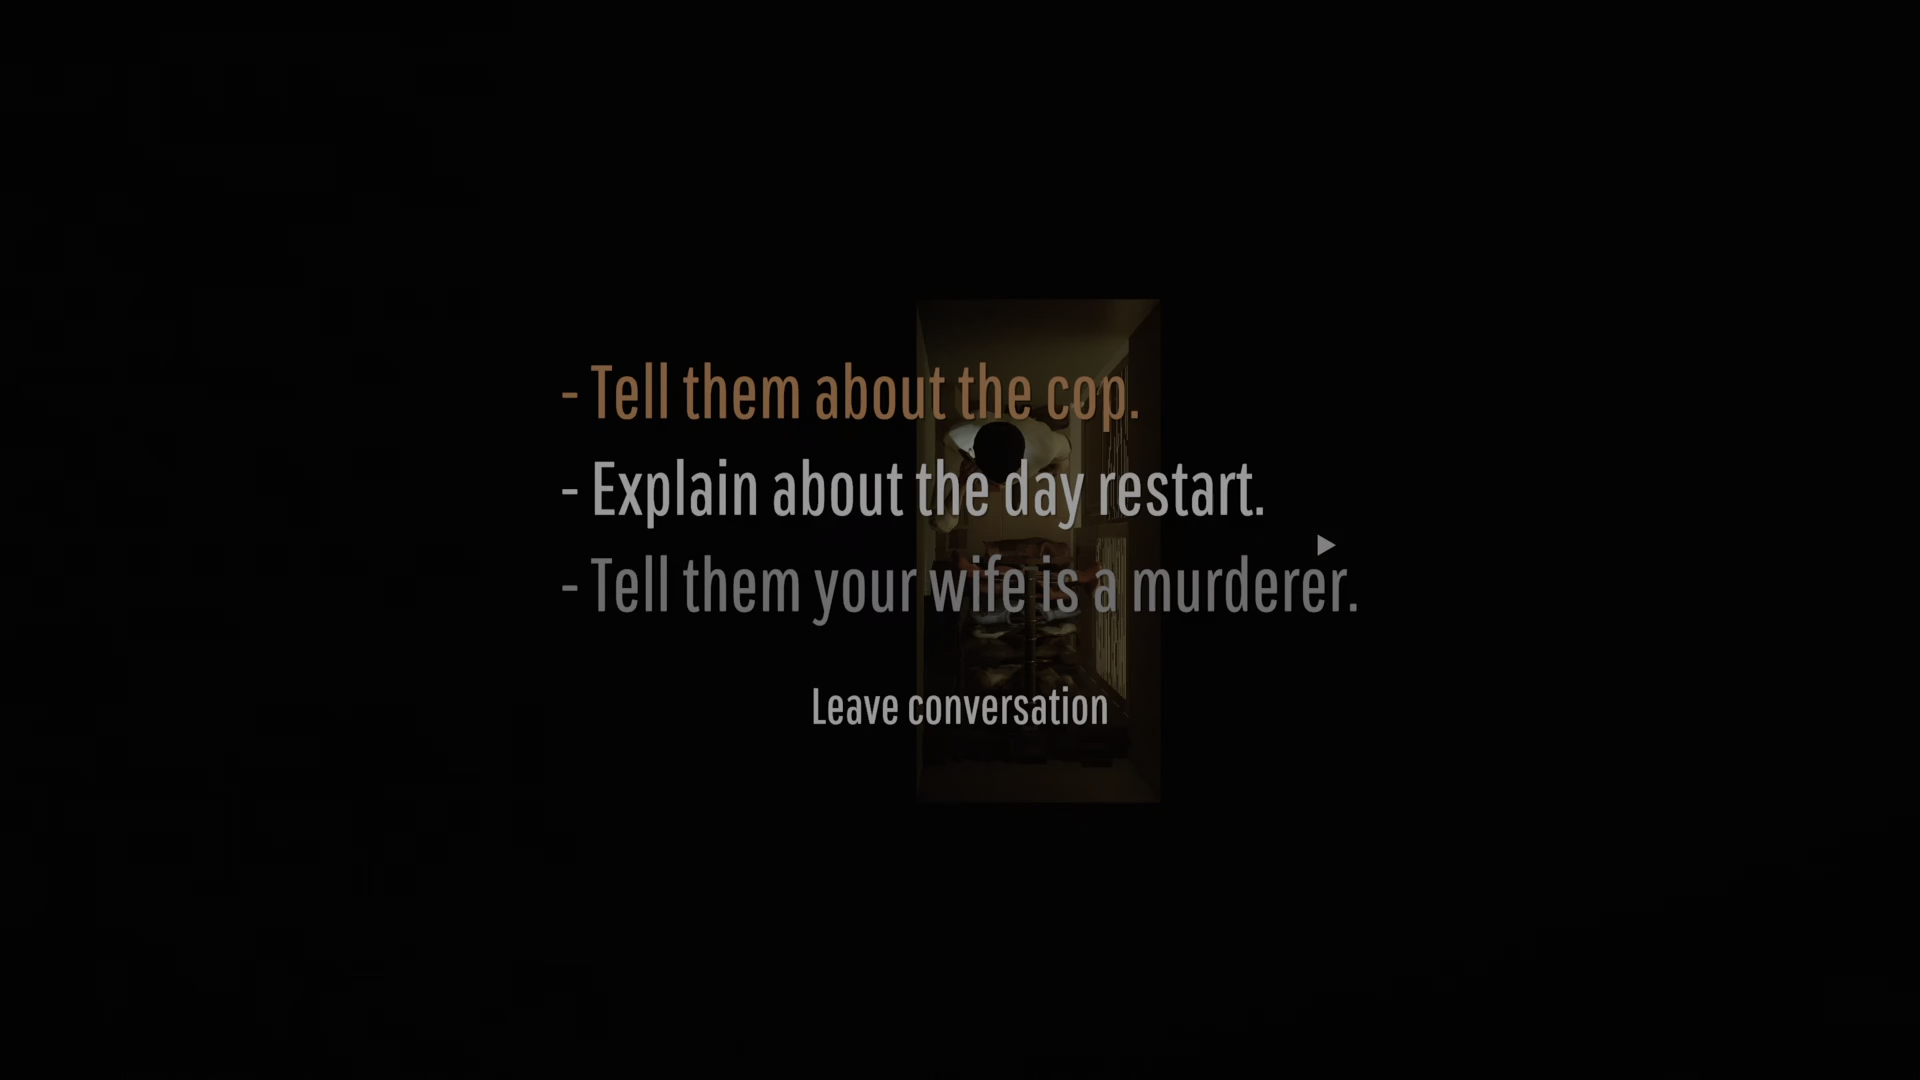 - Tell them about the cop.
- Explain about the day restart.
- Tell them your wife is a murderer.
Leave conversation